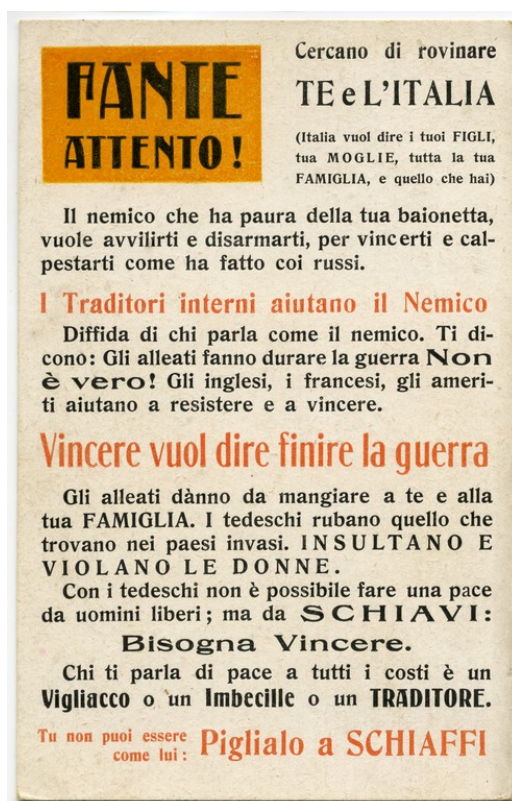 FANTE
ATTENTO!
Cercano di rovinare
TE e L'ITALIA
(Italia vuol dire i tuoi FIGLI,
tua MOGLIE, tutta la tua
FAMIGLIA, e quello che hai)
Il nemico che ha paura della tua baionetta,
vuole avvilirti e disarmarti, per vincerti e cal-
pestarti come ha fatto coi russi.
I Traditori interni aiutano il Nemico
Diffida di chi parla come il nemico. Ti di-
cono: Gli alleati fanno durare la guerra Non
è vero! Gli inglesi, i francesi, gli ameri-
ti aiutano a resistere e a vincere.
Vincere vuol dire finire la guerra
Gli alleati dànno da mangiare a te e alla
tua FAMIGLIA. I tedeschi rubano quello che
trovano nei paesi invasi. INSULTANO E
VIOLANO LE DONNE.
Con i tedeschi non è possibile fare una pace
da uomini liberi; ma da SCHIAVI:
Bisogna Vincere.
Chi ti parla di pace a tutti i costi è un
Vigliacco o un Imbecille o un TRADITORE.
Tu non puoi essere
come lui: Piglialo a SCHIAFFI